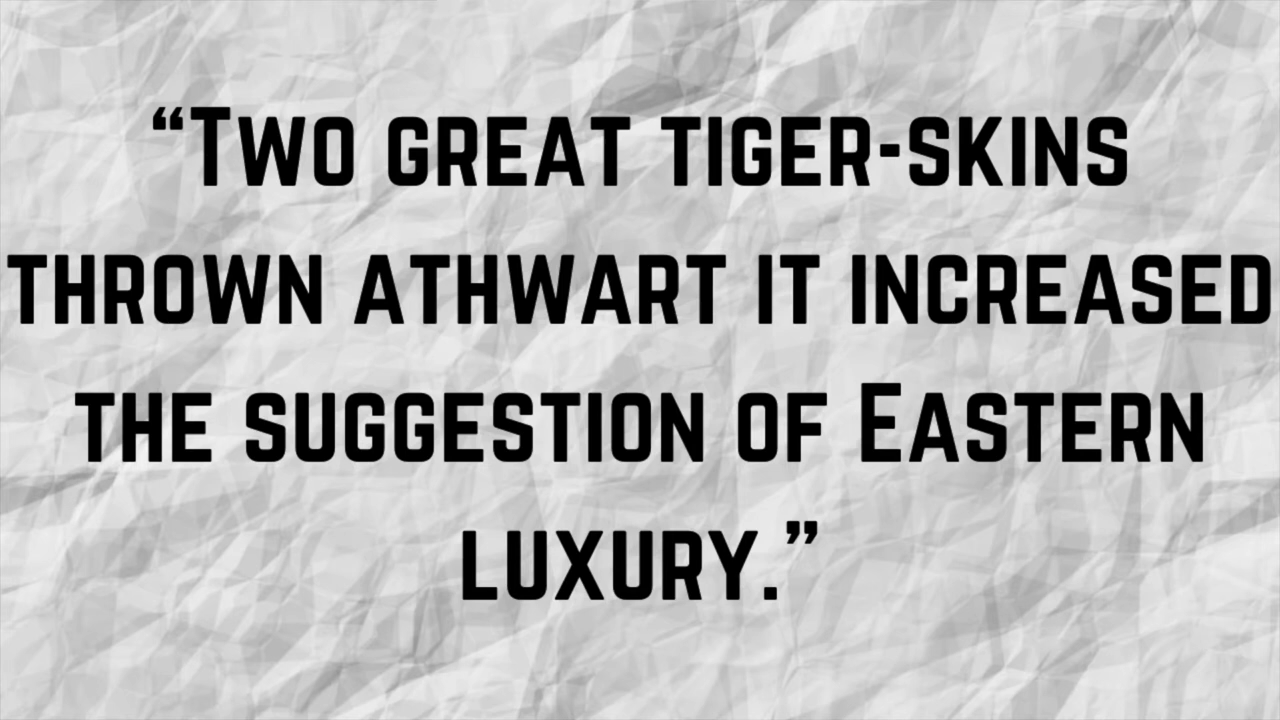 “Two great tiger-skins
thrown athwart it increased
the suggestion of Eastern
luxury.”